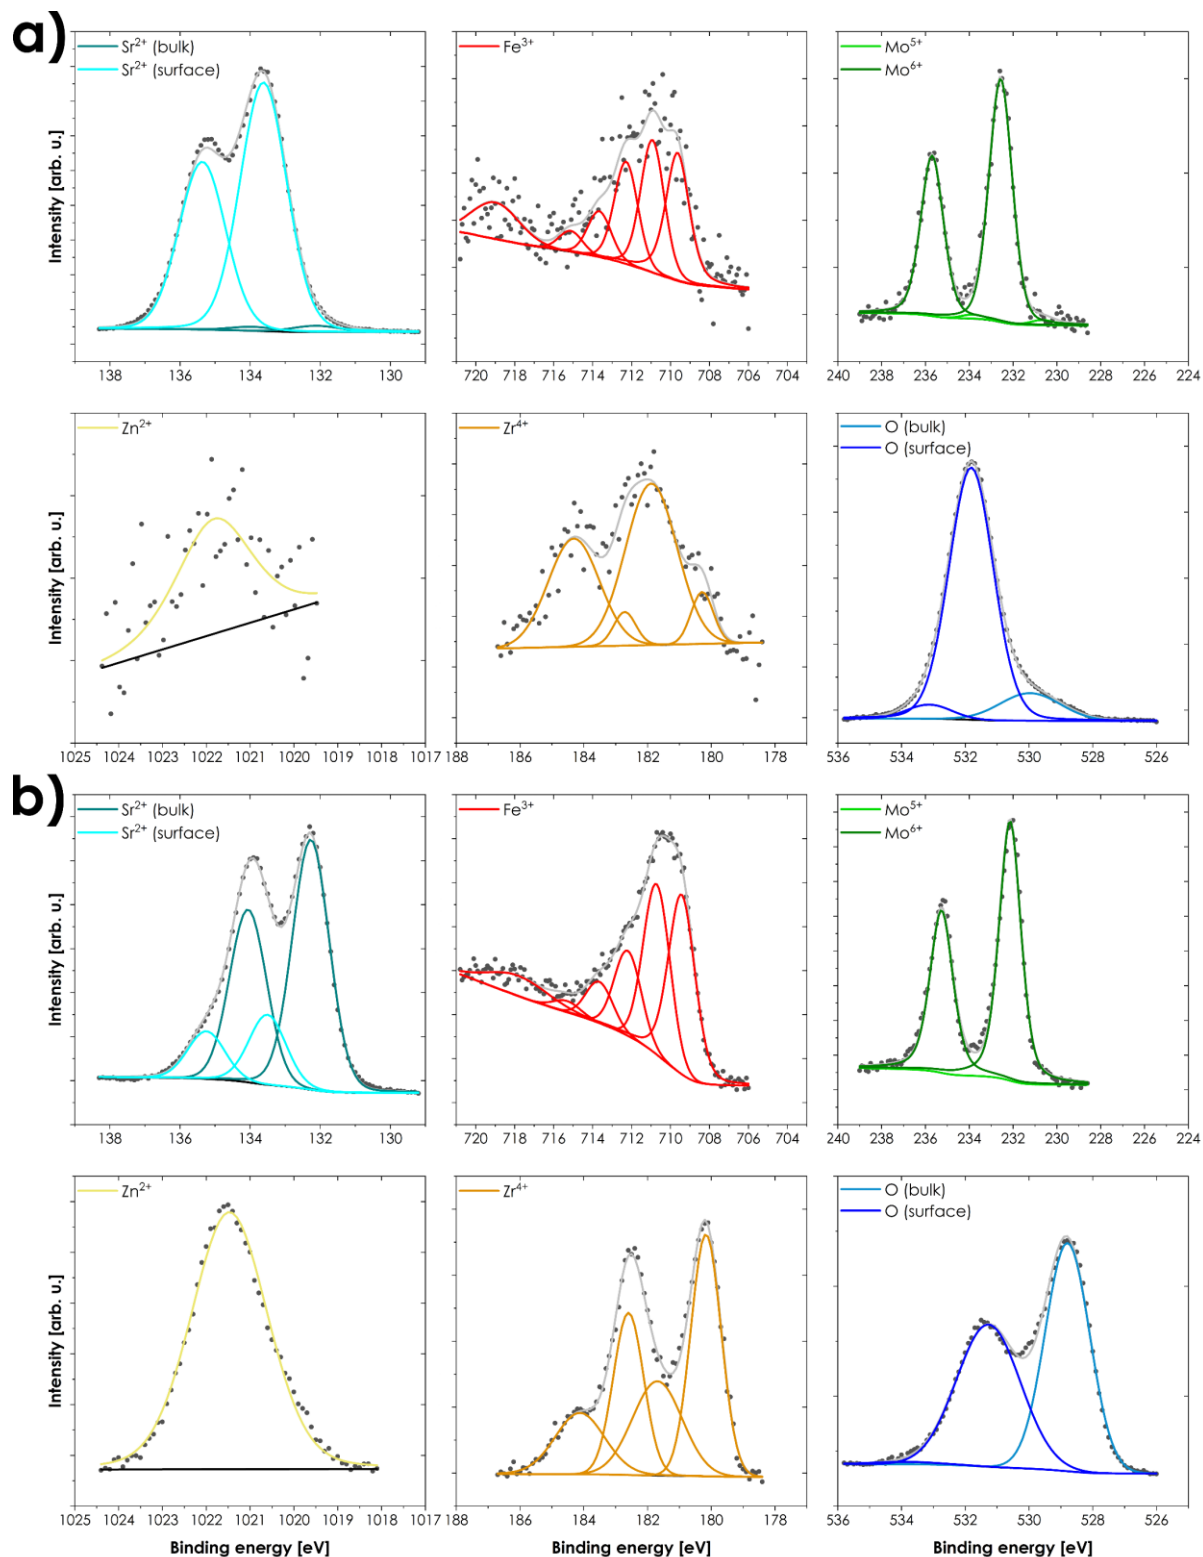 a)
Sr²⁺ (bulk)
Sr²⁺ (surface)
Fe³⁺
Mo⁵⁺
Mo⁶⁺
Intensity [arb. u.]
138 136 134 132 130
720 718 716 714 712 710 708 706 704
240 238 236 234 232 230 228 226 224
Zn²⁺
Zr⁴⁺
O (bulk)
O (surface)
Intensity [arb. u.]
Intensity [arb. u.]
1025 1024 1023 1022 1021 1020 1019 1018 1017
188 186 184 182 180 178
536 534 532 530 528 526
b)
Sr²⁺ (bulk)
Sr²⁺ (surface)
Fe³⁺
Mo⁵⁺
Mo⁶⁺
Intensity [arb. u.]
138 136 134 132 130
720 718 716 714 712 710 708 706 704
240 238 236 234 232 230 228 226 224
Zn²⁺
Zr⁴⁺
O (bulk)
O (surface)
Intensity [arb. u.]
1025 1024 1023 1022 1021 1020 1019 1018 1017
188 186 184 182 180 178
536 534 532 530 528 526
Binding energy [eV]
Binding energy [eV]
Binding energy [eV]